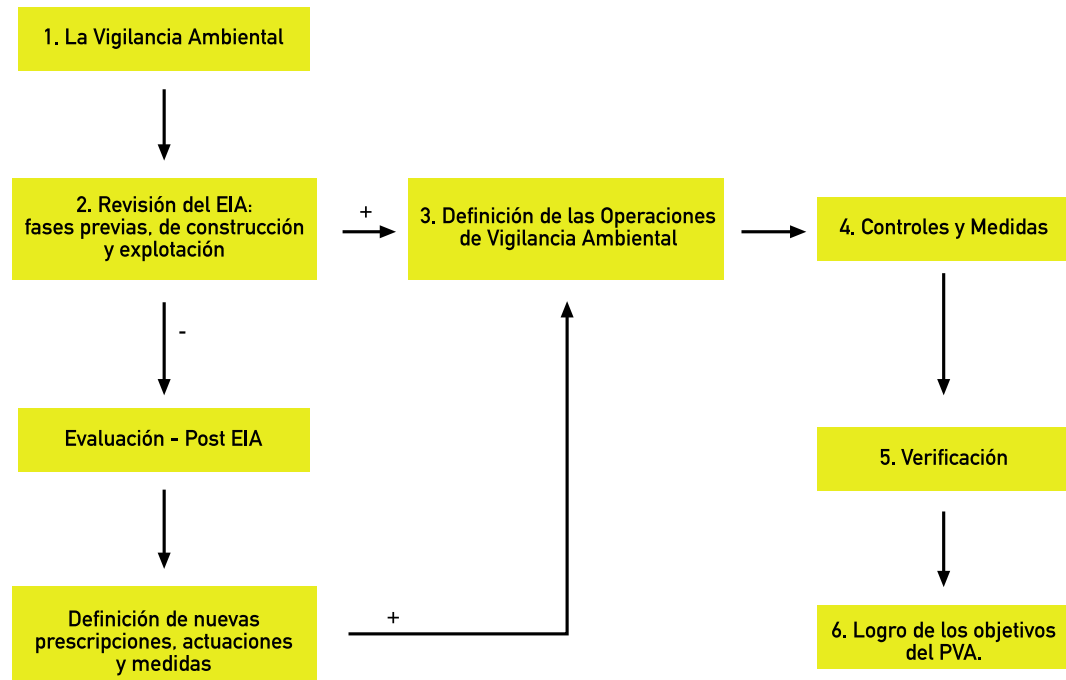 1. La Vigilancia Ambiental
2. Revisión del EIA:
fases previas, de construcción
y explotación
+
3. Definición de las Operaciones
de Vigilancia Ambiental
4. Controles y Medidas
-
Evaluación - Post EIA
5. Verificación
Definición de nuevas
prescripciones, actuaciones
y medidas
+
6. Logro de los objetivos
del PVA.